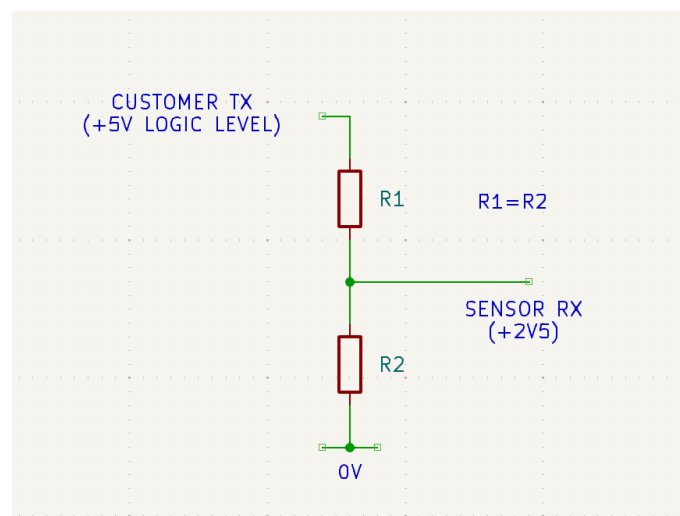 CUSTOMER TX
(+5V LOGIC LEVEL)
R1
R1=R2
SENSOR RX
(+2V5)
R2
0V